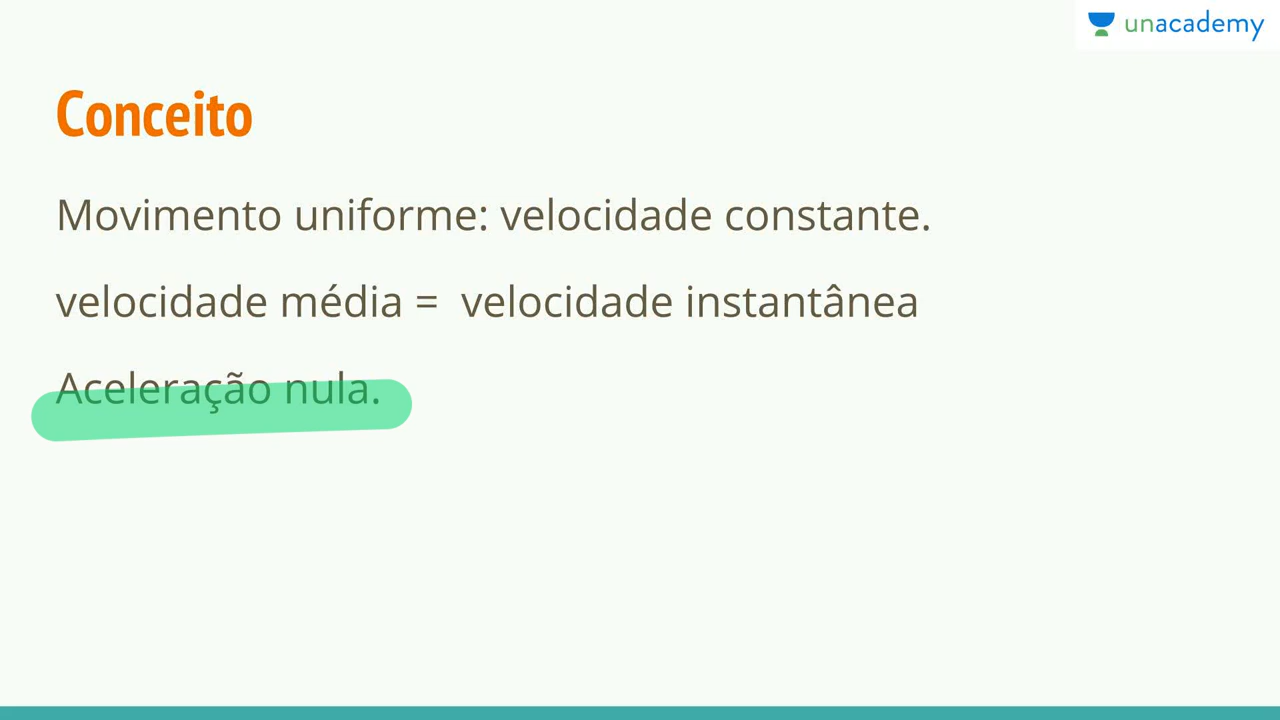 unacademy
Conceito
Movimento uniforme: velocidade constante.
velocidade média = velocidade instantânea
Aceleração nula.